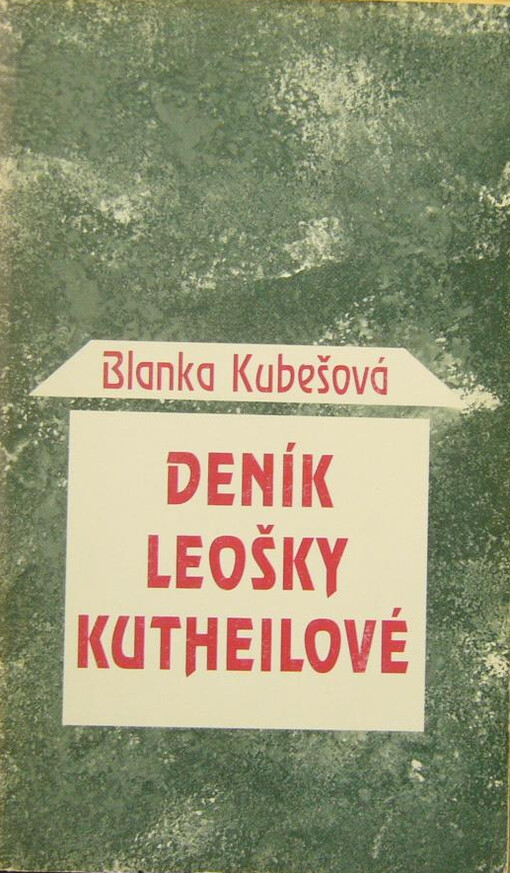 Blanka Kubešová
DENÍK
LEOŠKY
KUTHEILOVÉ